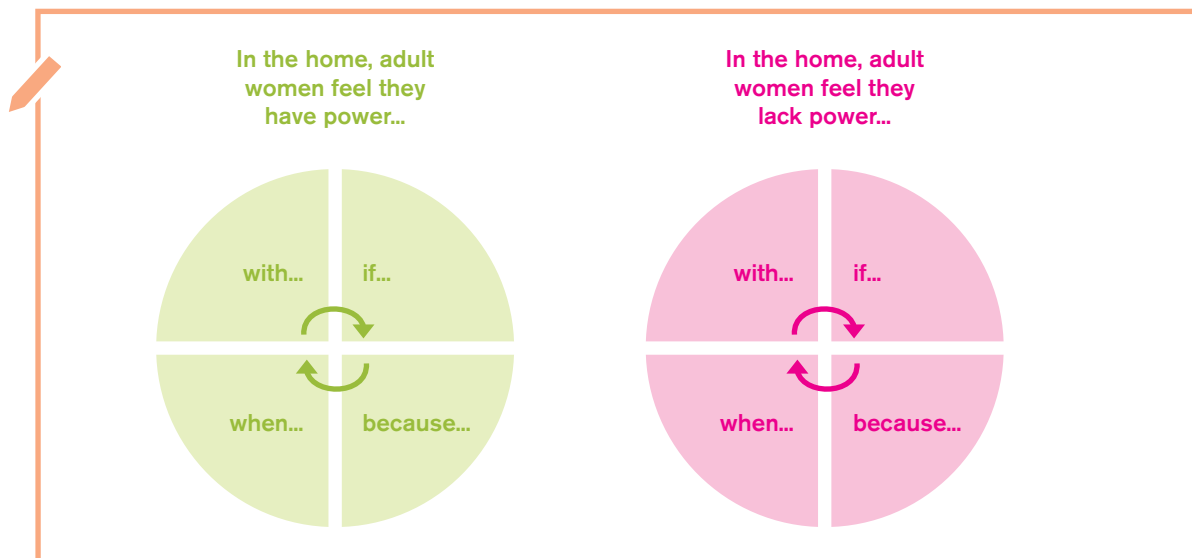 In the home, adult
women feel they
have power...
with...
if...
when...
because...
In the home, adult
women feel they
lack power...
with...
if...
when...
because...